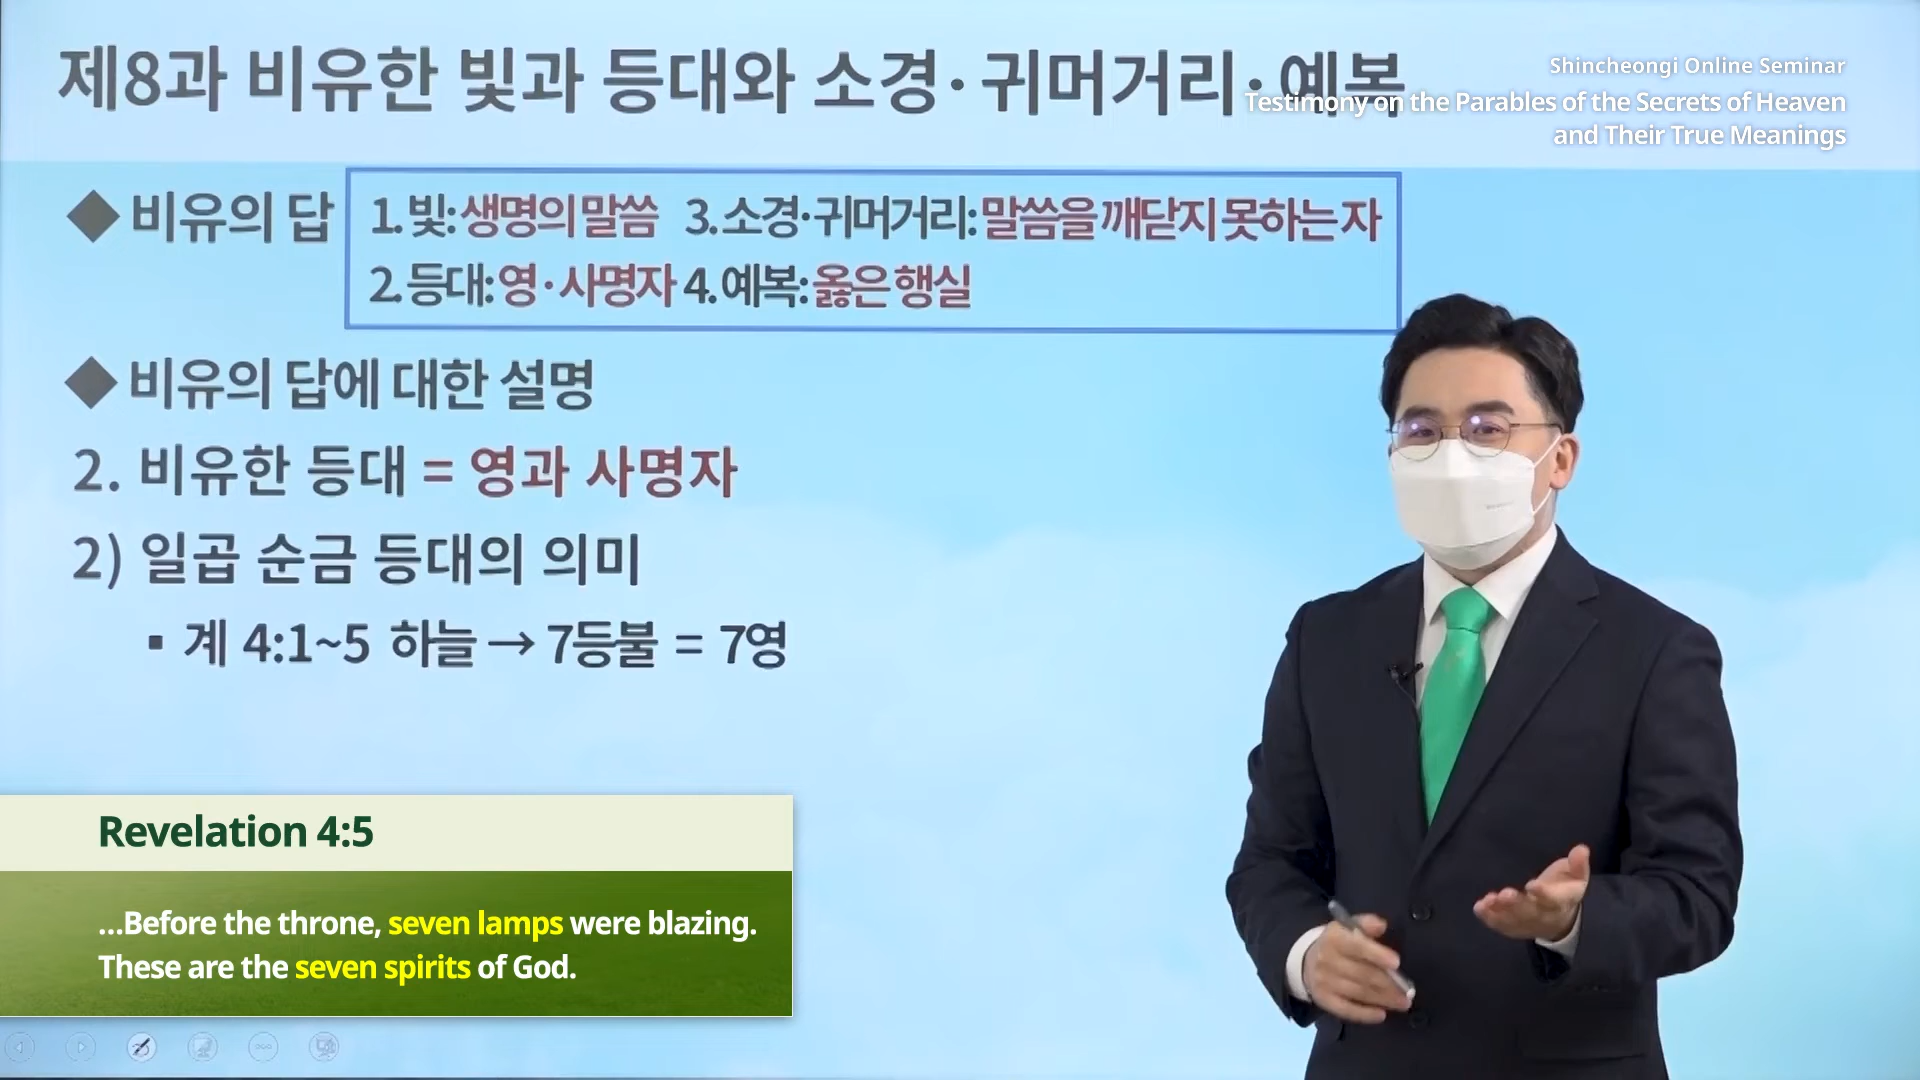 제8과 비유한 빛과 등대와 소경·귀머거리·예복
Shincheongi Online Seminar
Testimony on the Parables of the Secrets of Heaven
and Their True Meanings
◆ 비유의 답
1. 빛: 생명의 말씀 3. 소경·귀머거리: 말씀을 깨닫지 못하는 자
2. 등대: 영·사명자 4. 예복: 옳은 행실
◆ 비유의 답에 대한 설명
2. 비유한 등대 = 영과 사명자
2) 일곱 순금 등대의 의미
▪ 계 4:1~5 하늘 → 7등불 = 7영
Revelation 4:5
...Before the throne, seven lamps were blazing.
These are the seven spirits of God.